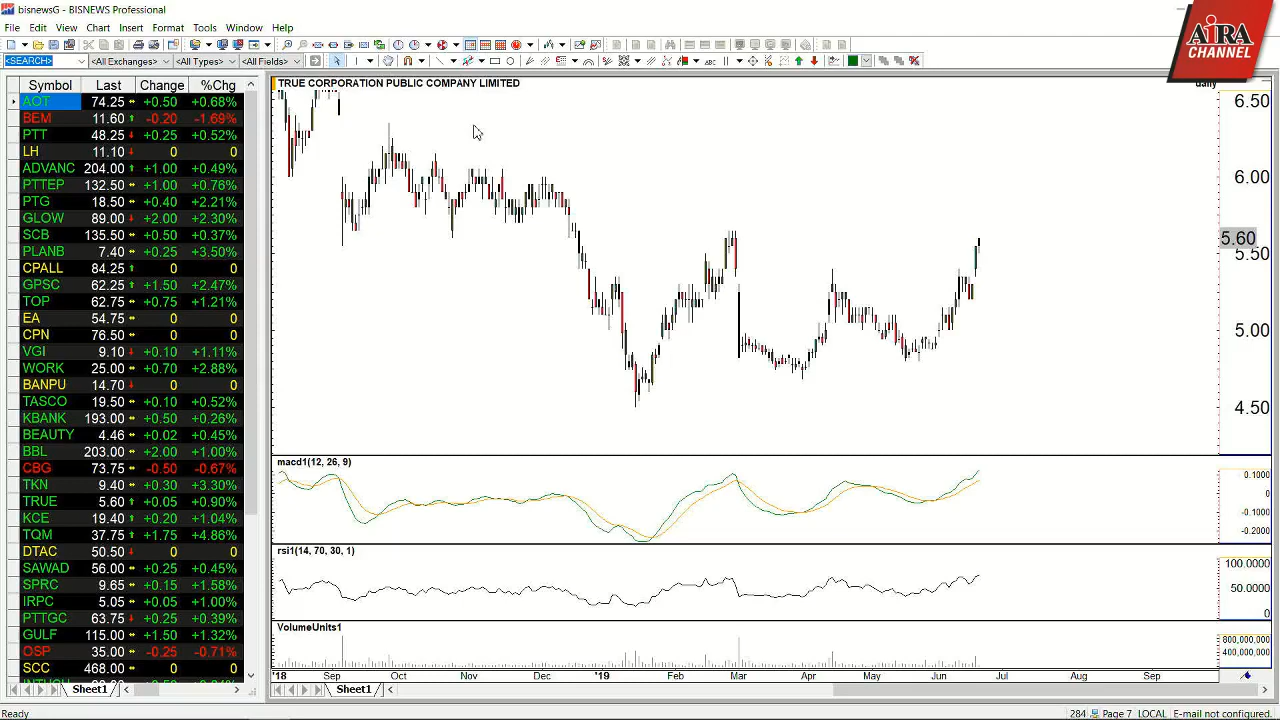 bisnewsG - BISNEWS Professional
File Edit View Chart Insert Format Tools Window Help
<SEARCH> <All Exchanges> <All Types> <All Fields>
AiRA
CHANNEL
Symbol Last Change %Chg
AOT 74.25 +0.50 +0.68%
BEM 11.60 -0.20 -1.69%
PTT 48.25 +0.25 +0.52%
LH 11.10 0 0
ADVANC 204.00 +1.00 +0.49%
PTTEP 132.50 +1.00 +0.76%
PTG 18.50 +0.40 +2.21%
GLOW 89.00 +2.00 +2.30%
SCB 135.50 +0.50 +0.37%
PLANB 7.40 +0.25 +3.50%
CPALL 84.25 0 0
GPSC 62.25 +1.50 +2.47%
TOP 62.75 +0.75 +1.21%
EA 54.75 0 0
CPN 76.50 0 0
VGI 9.10 +0.10 +1.11%
WORK 25.00 +0.70 +2.88%
BANPU 14.70 0 0
TASCO 19.50 +0.10 +0.52%
KBANK 193.00 +0.50 +0.26%
BEAUTY 4.46 +0.02 +0.45%
BBL 203.00 +2.00 +1.00%
CBG 73.75 -0.50 -0.67%
TKN 9.40 +0.30 +3.30%
TRUE 5.60 +0.05 +0.90%
KCE 19.40 +0.20 +1.04%
TQM 37.75 +1.75 +4.86%
DTAC 50.50 0 0
SAWAD 56.00 +0.25 +0.45%
SPRC 9.65 +0.15 +1.58%
IRPC 5.05 +0.05 +1.00%
PTTGC 63.75 +0.25 +0.39%
GULF 115.00 +1.50 +1.32%
OSP 35.00 -0.25 -0.71%
SCC 468.00 0 0
Sheet1
TRUE CORPORATION PUBLIC COMPANY LIMITED daily
6.50
6.00
5.60
5.50
5.00
4.50
macd1(12, 26, 9)
0.1000
0
-0.1000
-0.2000
rsi1(14, 70, 30, 1)
100.0000
50.0000
0
VolumeUnits1
800,000,000
400,000,000
'18 Sep Oct Nov Dec '19 Feb Mar Apr May Jun Jul Aug Sep
Sheet1
Ready 284 Page 7 LOCAL E-mail not configured.